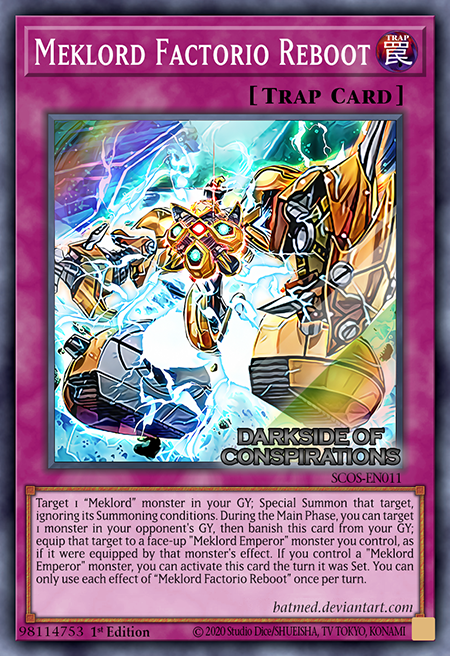 MEKLORD FACTORIO REBOOT
TRAP
罠
[TRAP CARD]
DARKSIDE OF
CONSPIRATIONS
SCOS-EN011
Target 1 “Meklord” monster in your GY; Special Summon that target,
ignoring its Summoning conditions. During the Main Phase, you can target
1 monster in your opponent's GY, then banish this card from your GY;
equip that target to a face-up "Meklord Emperor" monster you control, as
if it were equipped by that monster's effect. If you control a "Meklord
Emperor" monster, you can activate this card the turn it was Set. You can
only use each effect of “Meklord Factorio Reboot” once per turn.
batmed.deviantart.com
98114753 1st Edition ©2020 Studio Dice/SHUEISHA, TV TOKYO, KONAMI